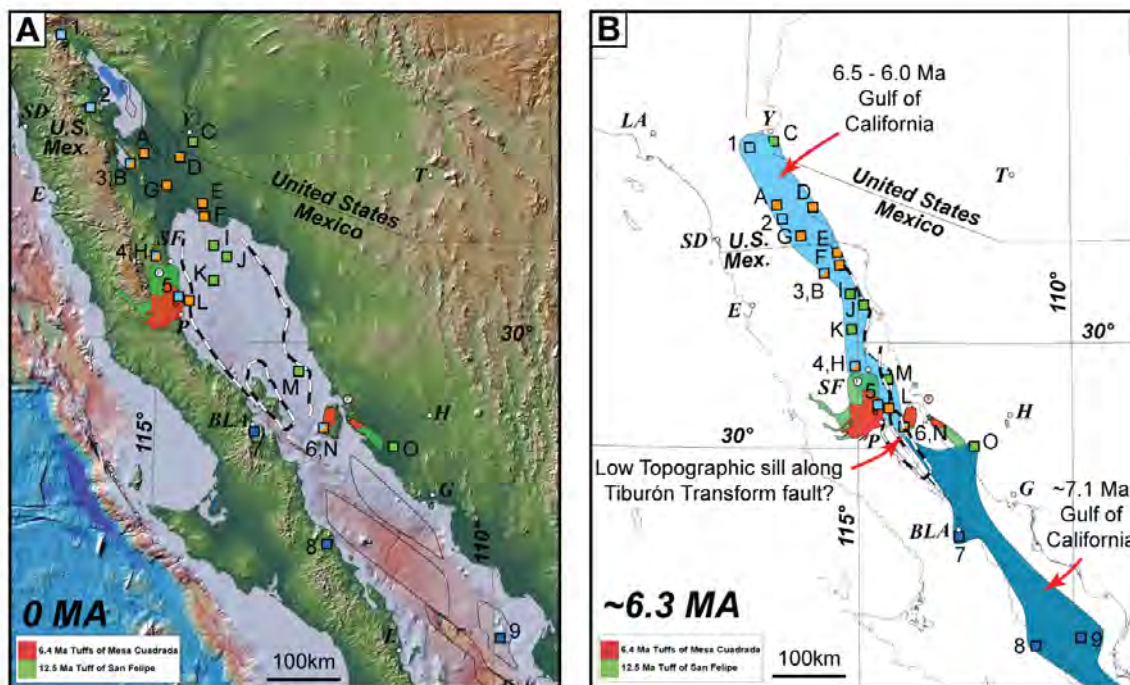 A
1
2
SD
U.S.
Mex.
A
Y
C
D
3,B
G
E
E
F
T
United States
Mexico
4,H
SF
I
J
K
5
L
P
30°
M
115°
BLA
7
6,N
H
O
G
110°
8
9
0 MA
6.4 Ma Tuffs of Mesa Cuadrada
12.5 Ma Tuff of San Felipe
100km
B
6.5 - 6.0 Ma
Gulf of
California
LA
Y
1
C
A
D
2
G
T
United States
Mexico
SD
U.S.
Mex.
E
F
3,B
E
I
J
K
110°
30°
4,H
M
SF
5
L
H
P
6,N
30°
O
Low Topographic sill along
Tiburón Transform fault?
G
~7.1 Ma
Gulf of
California
115°
BLA
7
8
9
~6.3 MA
6.4 Ma Tuffs of Mesa Cuadrada
12.5 Ma Tuff of San Felipe
100km